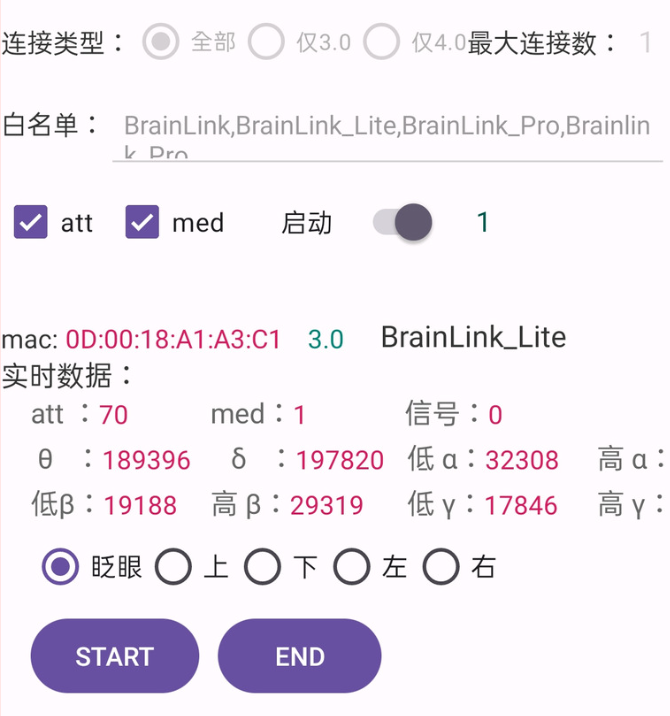 连接类型： 全部 仅3.0 仅4.0 最大连接数： 1
白名单： BrainLink,BrainLink_Lite,BrainLink_Pro,Brainlin
k_Pro
att med 启动 1
mac: 0D:00:18:A1:A3:C1 3.0 BrainLink_Lite
实时数据：
att ：70 med：1 信号：0
θ ：189396 δ ：197820 低 α：32308 高 α：
低β：19188 高 β：29319 低 γ：17846 高 γ：
眨眼 上 下 左 右
START END